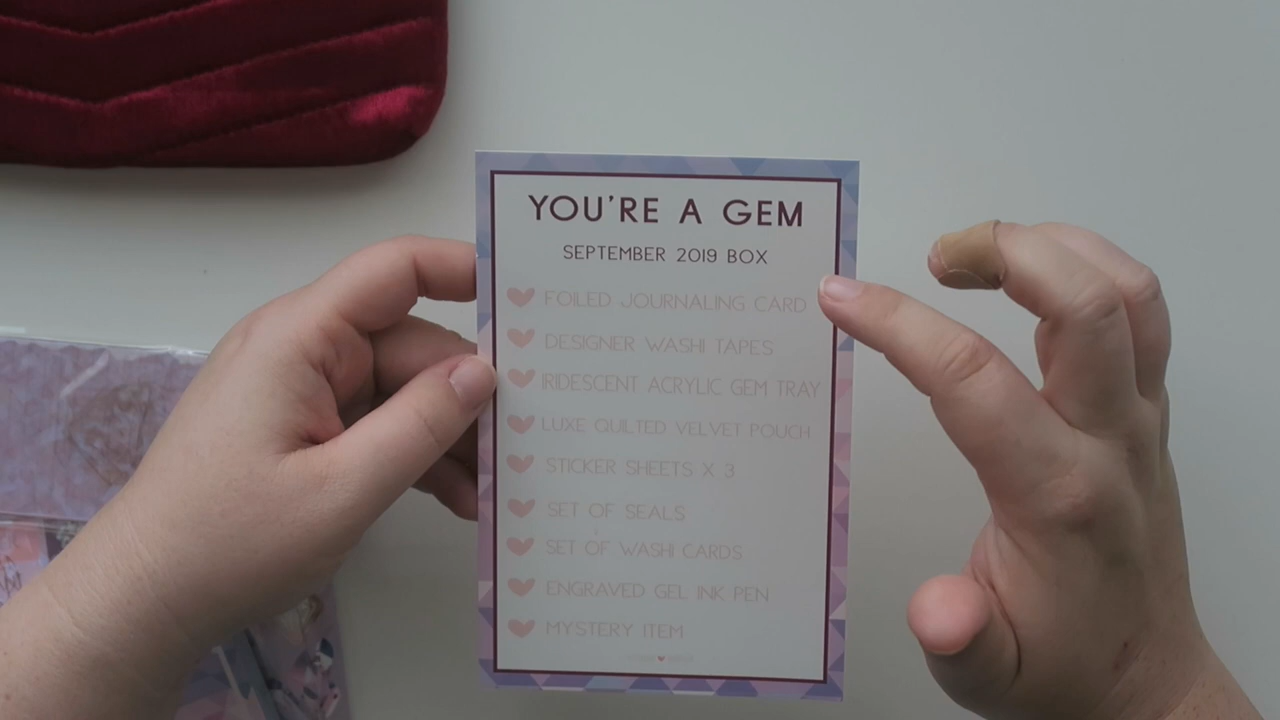 YOU'RE A GEM
SEPTEMBER 2019 BOX
FOILED JOURNALING CARD
DESIGNER WASHI TAPES
IRIDESCENT ACRYLIC GEM TRAY
LUXE QUILTED VELVET POUCH
STICKER SHEETS X 3
SET OF SEALS
SET OF WASHI CARDS
ENGRAVED GEL INK PEN
MYSTERY ITEM